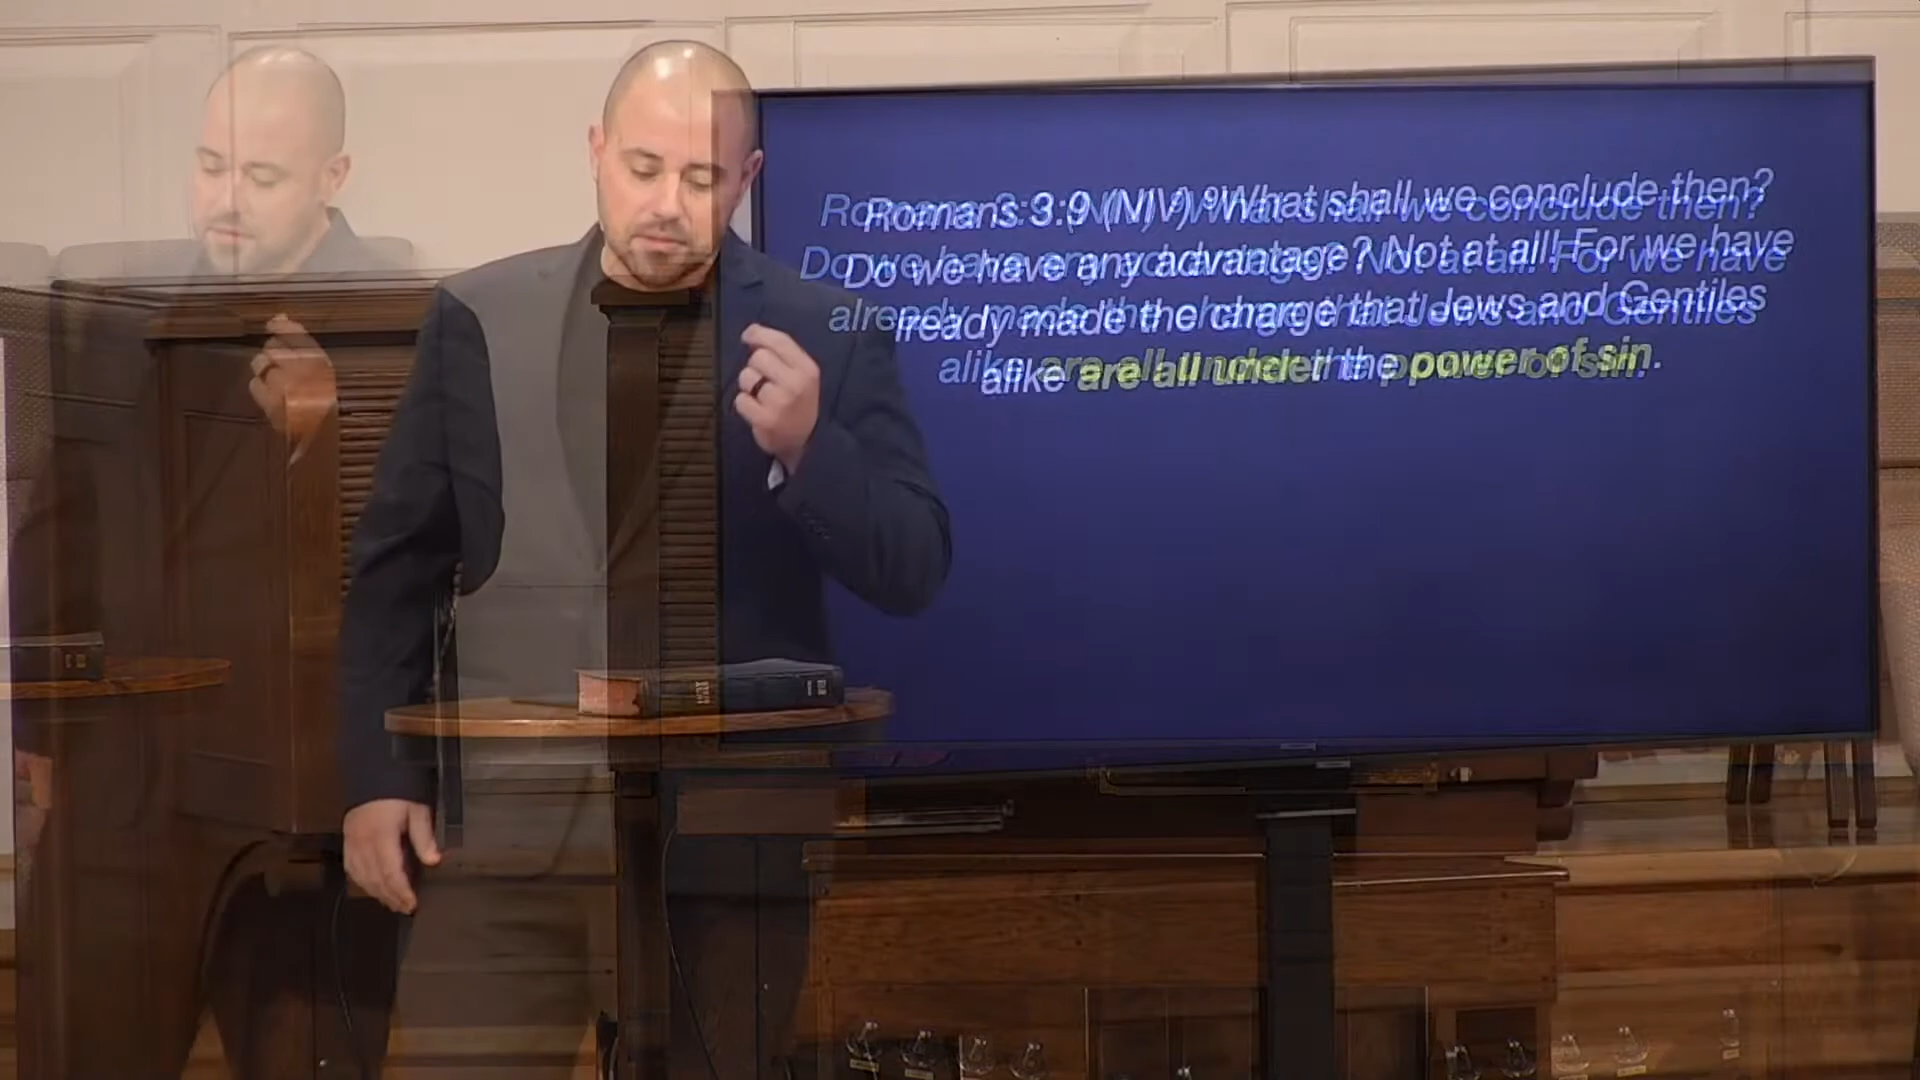 Romans 3:9 (NIV) ⁹What shall we conclude then?
Do we have any advantage? Not at all! For we have
already made the charge that Jews and Gentiles
alike are all under the power of sin.